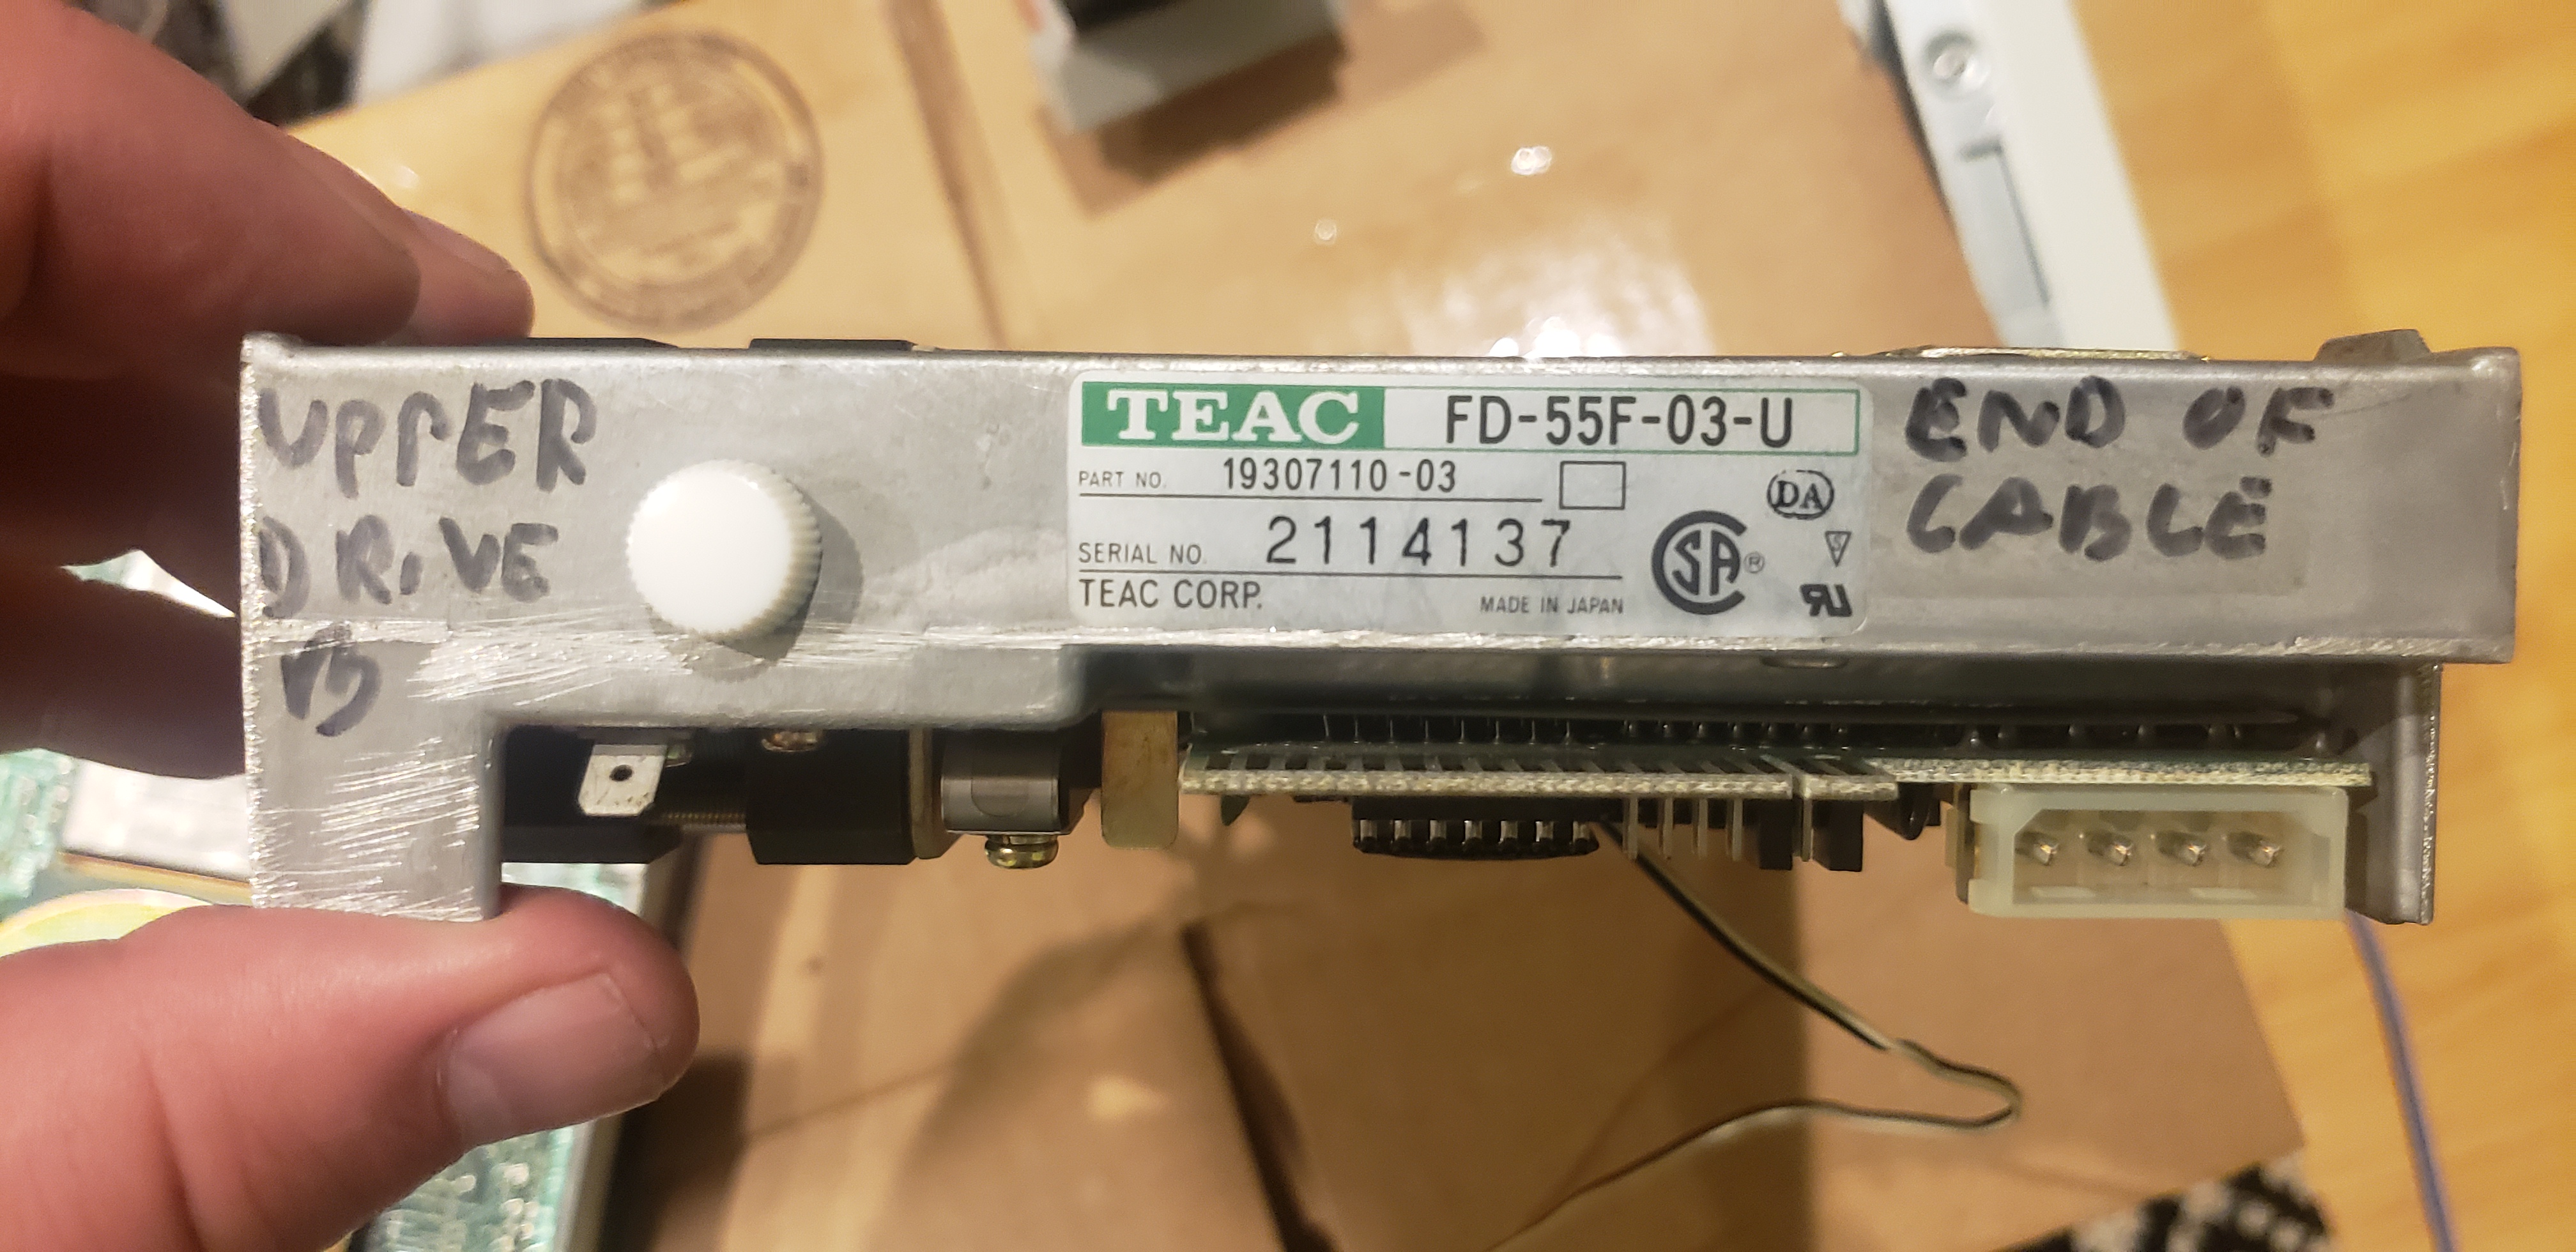 UPPER
DRIVE
B
TEAC FD-55F-03-U
PART NO. 19307110-03
SERIAL NO. 2114137
TEAC CORP. MADE IN JAPAN
DA
SA®
S
END OF
CABLE